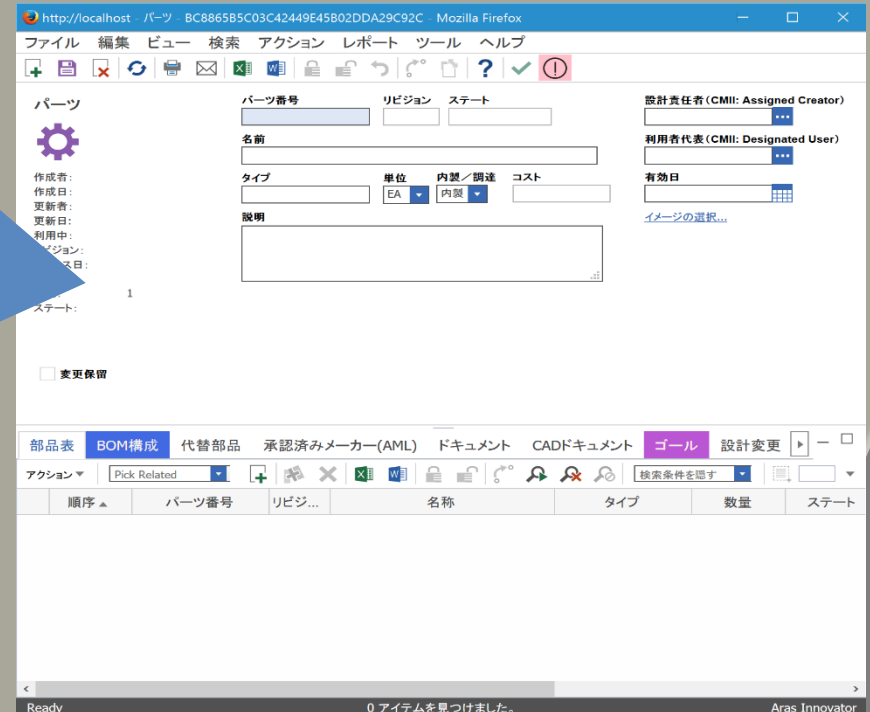 http://localhost - パーツ - BC8865B5C03C42449E45B02DDA29C92C - Mozilla Firefox
ファイル 編集 ビュー 検索 アクション レポート ツール ヘルプ
パーツ
パーツ番号 リビジョン ステート 設計責任者(CMII: Assigned Creator)
名前 利用者代表(CMII: Designated User)
作成者:
作成日:
更新者:
更新日:
利用中:
ビジョン:
ス日:
1
ステート:
タイプ 単位 内製/調達 コスト 有効日
EA 内製
説明 イメージの選択...
変更保留
部品表 BOM構成 代替部品 承認済みメーカー(AML) ドキュメント CADドキュメント ゴール 設計変更
アクション Pick Related 検索条件を隠す
順序 パーツ番号 リビジ... 名称 タイプ 数量 ステート
Ready 0 アイテムを見つけました。 Aras Innovator